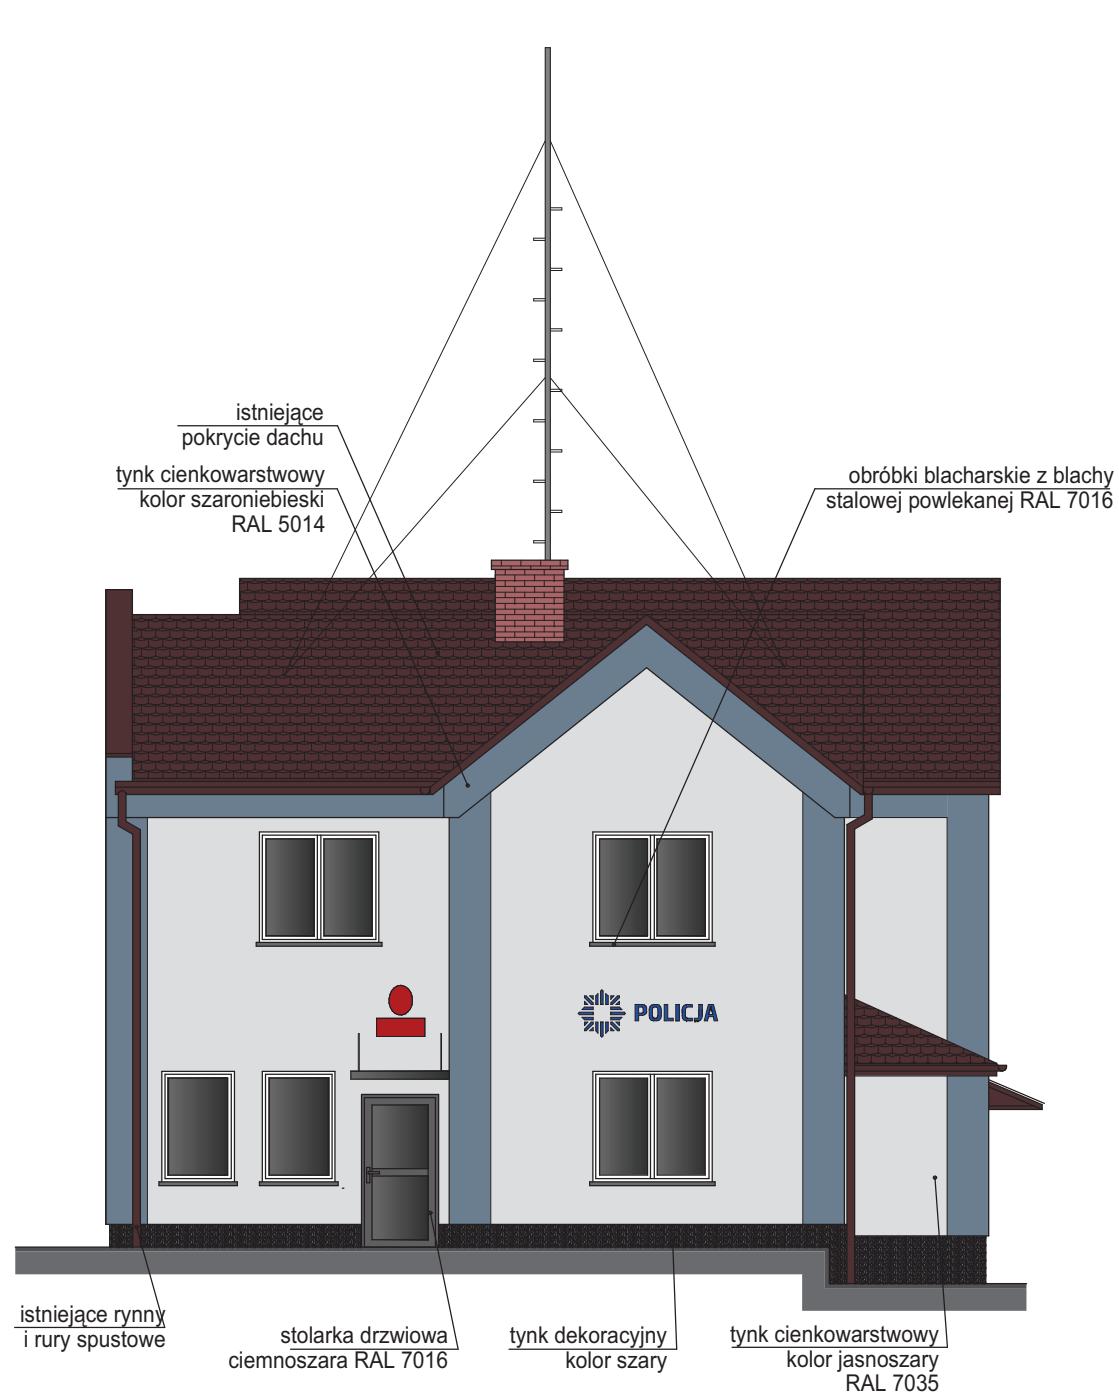 istniejące
pokrycie dachu
tynk cienkowarstwowy
kolor szaroniebieski
RAL 5014
obróbki blacharskie z blachy
stalowej powlekanej RAL 7016
POLICJA
istniejące rynny
i rury spustowe
stolarka drzwiowa
ciemnoszara RAL 7016
tynk dekoracyjny
kolor szary
tynk cienkowarstwowy
kolor jasnoszary
RAL 7035